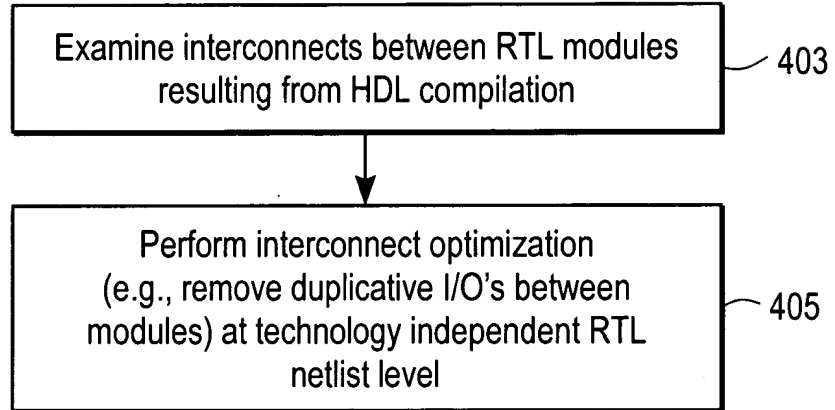 Examine interconnects between RTL modules
resulting from HDL compilation
403
Perform interconnect optimization
(e.g., remove duplicative I/O's between
modules) at technology independent RTL
netlist level
405